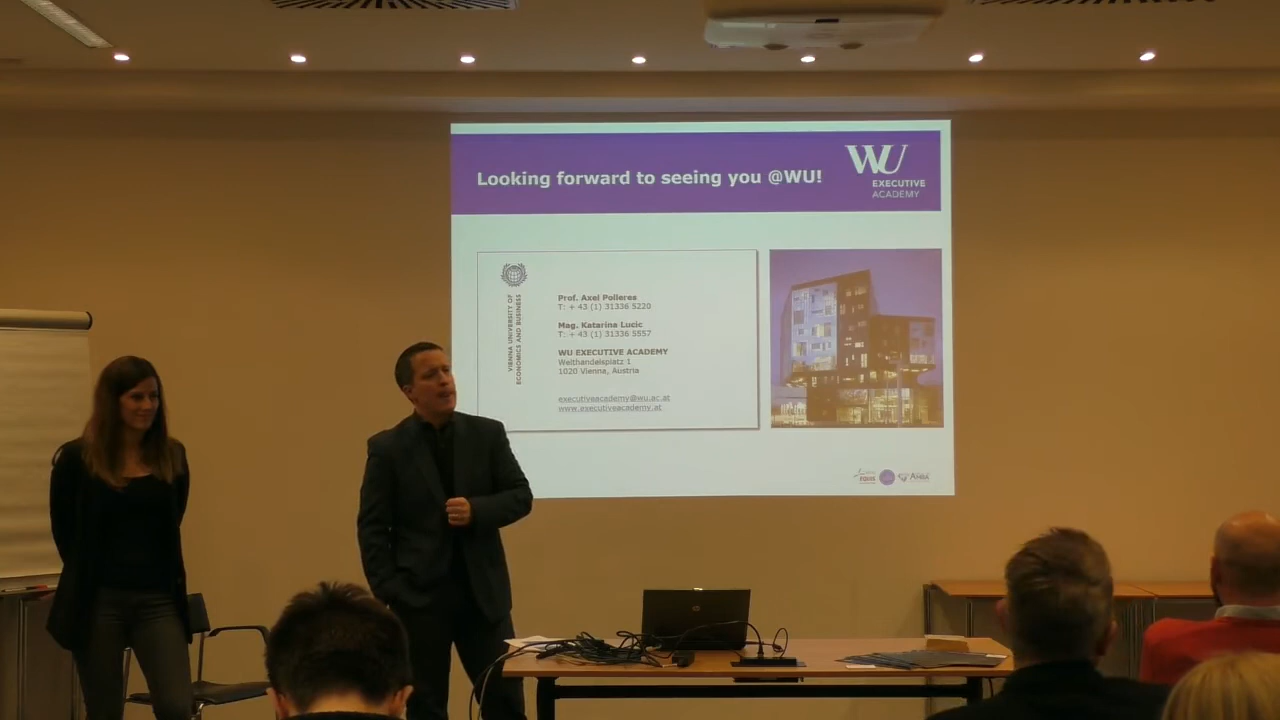 Looking forward to seeing you @WU!
WU
EXECUTIVE
ACADEMY
VIENNA UNIVERSITY OF
ECONOMICS AND BUSINESS
Prof. Axel Polleres
T: + 43 (1) 31336 5220
Mag. Katarina Lucic
T: + 43 (1) 31336 5557
WU EXECUTIVE ACADEMY
Welthandelsplatz 1
1020 Vienna, Austria
executiveacademy@wu.ac.at
www.executiveacademy.at